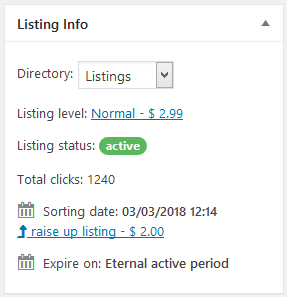 Listing Info
Directory: Listings
Listing level: Normal - $ 2.99
Listing status: active
Total clicks: 1240
Sorting date: 03/03/2018 12:14
raise up listing - $ 2.00
Expire on: Eternal active period